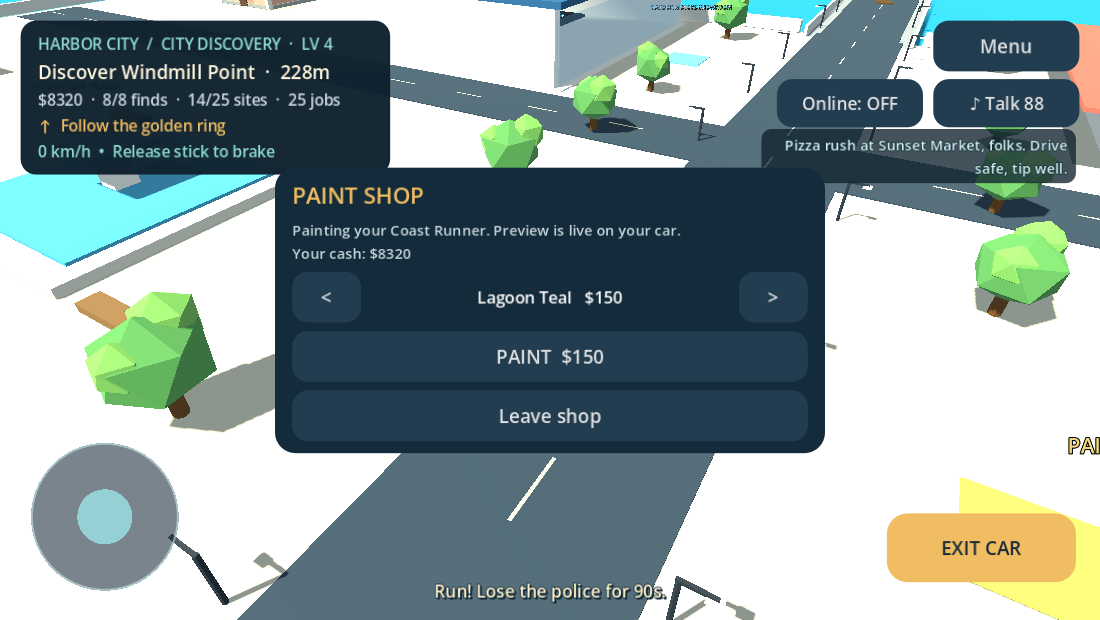 HARBOR CITY / CITY DISCOVERY · LV 4
Discover Windmill Point · 228m
$8320 · 8/8 finds · 14/25 sites · 25 jobs
↑ Follow the golden ring
0 km/h • Release stick to brake
Menu
Online: OFF
♪ Talk 88
Pizza rush at Sunset Market, folks. Drive
safe, tip well.
PAINT SHOP
Painting your Coast Runner. Preview is live on your car.
Your cash: $8320
<
Lagoon Teal $150
>
PAINT $150
Leave shop
PAI
EXIT CAR
Run! Lose the police for 90s.